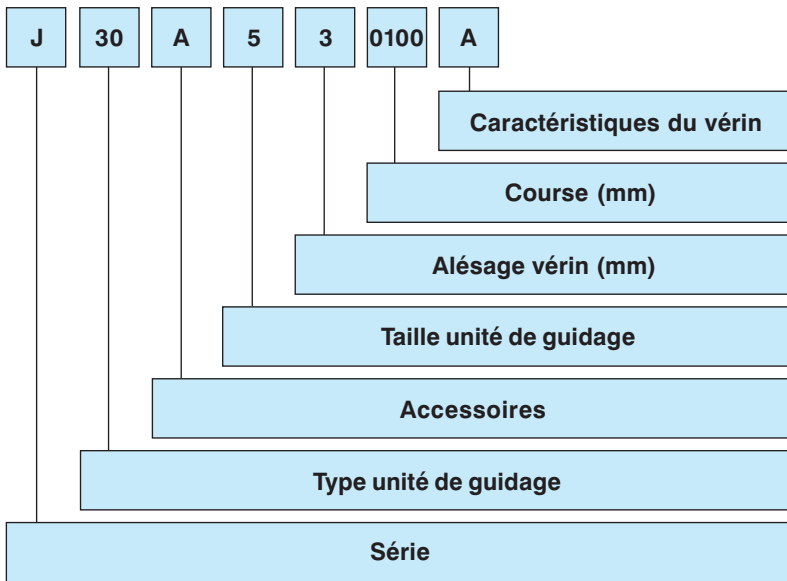 J 30 A 5 3 0100 A
Caractéristiques du vérin
Course (mm)
Alésage vérin (mm)
Taille unité de guidage
Accessoires
Type unité de guidage
Série